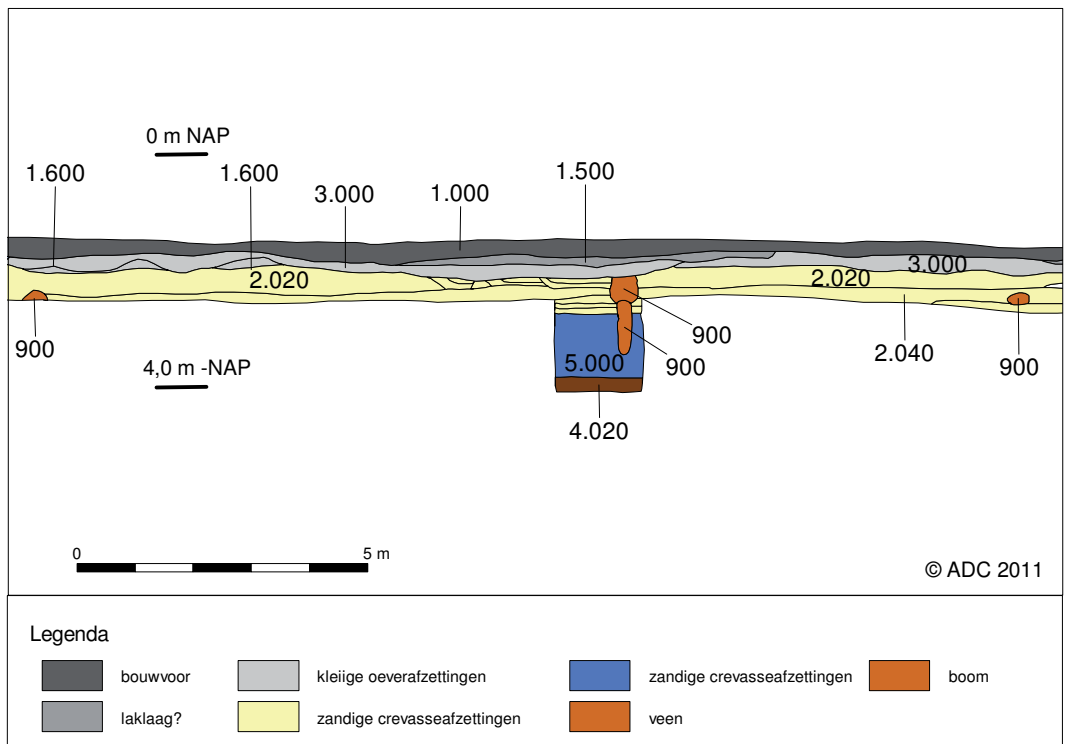 0 m NAP
1.600 1.600 3.000 1.000 1.500
2.020 2.020 3.000
900 900 900 2.040 900
4,0 m -NAP 5.000
4.020
0 5 m
© ADC 2011
Legenda
bouwvoor kleiige oeverafzettingen zandige crevasseafzettingen boom
laklaag? zandige crevasseafzettingen veen